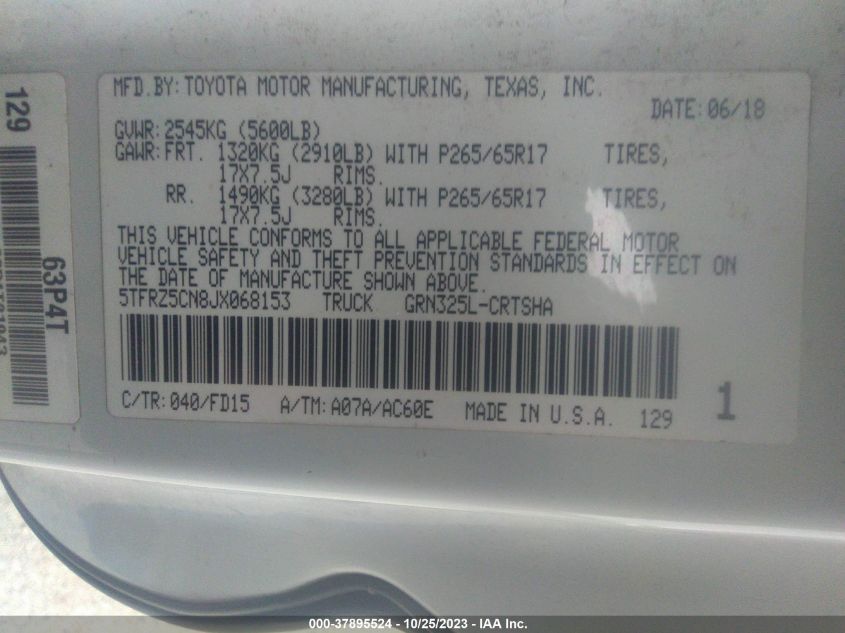 MFD.BY: TOYOTA MOTOR MANUFACTURING, TEXAS, INC.
DATE: 06/18
GVWR: 2545KG (5600LB)
GAWR: FRT. 1320KG (2910LB) WITH P265/65R17 TIRES,
17X7.5J RIMS.
RR. 1490KG (3280LB) WITH P265/65R17 TIRES,
17X7.5J RIMS.
THIS VEHICLE CONFORMS TO ALL APPLICABLE FEDERAL MOTOR
VEHICLE SAFETY AND THEFT PREVENTION STANDARDS IN EFFECT ON
THE DATE OF MANUFACTURE SHOWN ABOVE.
5TFRZ5CN8JX068153 TRUCK GRN325L-CRTSHA
C/TR: 040/FD15 A/TM: A07A/AC60E MADE IN U.S.A. 129
1
129
63P4T
000-37895524 - 10/25/2023 - IAA Inc.